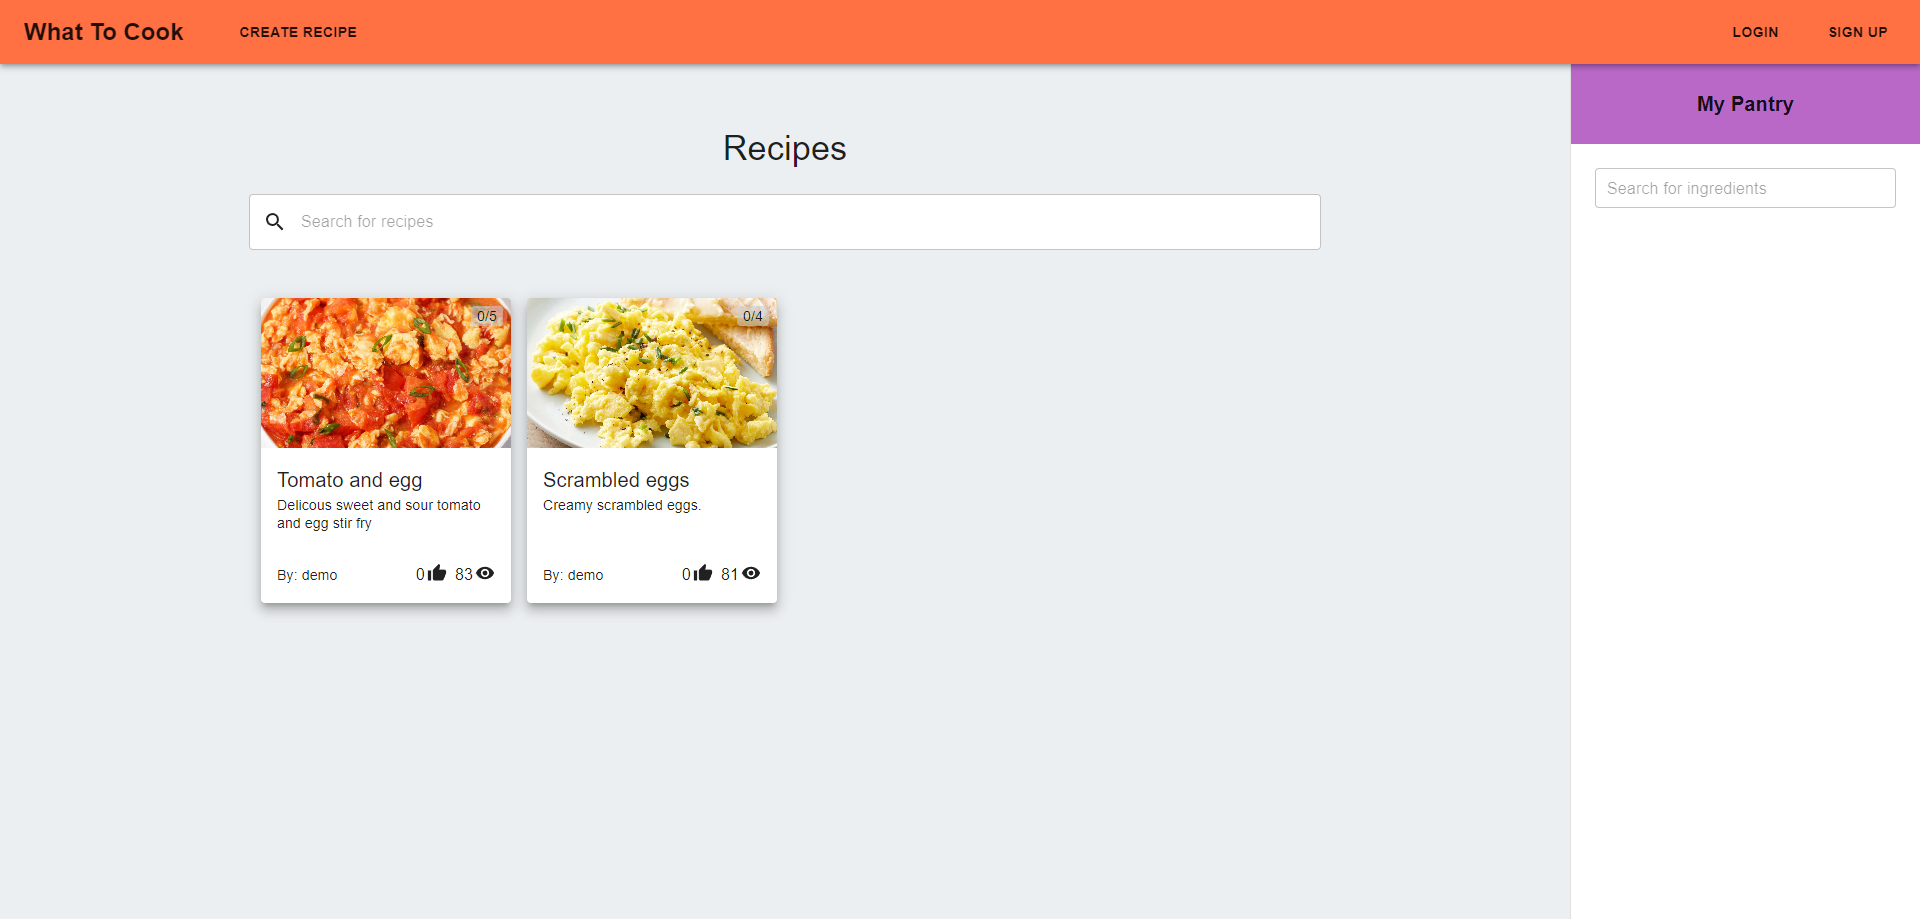 What To Cook
CREATE RECIPE
LOGIN
SIGN UP
My Pantry
Search for ingredients
Recipes
Search for recipes
0/5
Tomato and egg
Delicous sweet and sour tomato
and egg stir fry
By: demo
0 83
0/4
Scrambled eggs
Creamy scrambled eggs.
By: demo
0 81